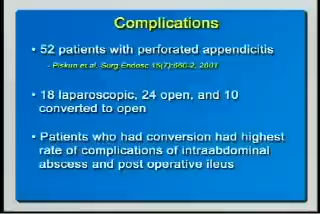 Complications
• 52 patients with perforated appendicitis
- Piskun et al, Surg Endosc 15(7):660-2, 2001
• 18 laparoscopic, 24 open, and 10
converted to open
• Patients who had conversion had highest
rate of complications of intraabdominal
abscess and post operative ileus